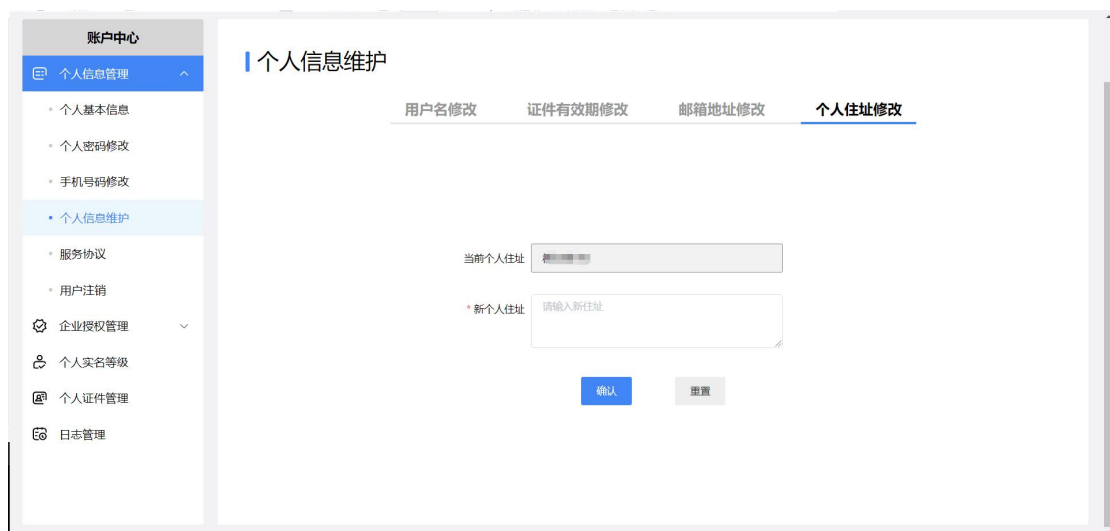 账户中心
个人信息管理
个人基本信息
个人密码修改
手机号码修改
个人信息维护
服务协议
用户注销
企业授权管理
个人实名等级
个人证件管理
日志管理
个人信息维护
用户名修改 证件有效期修改 邮箱地址修改 个人住址修改
当前个人住址
*新个人住址 请输入新住址
确认 重置